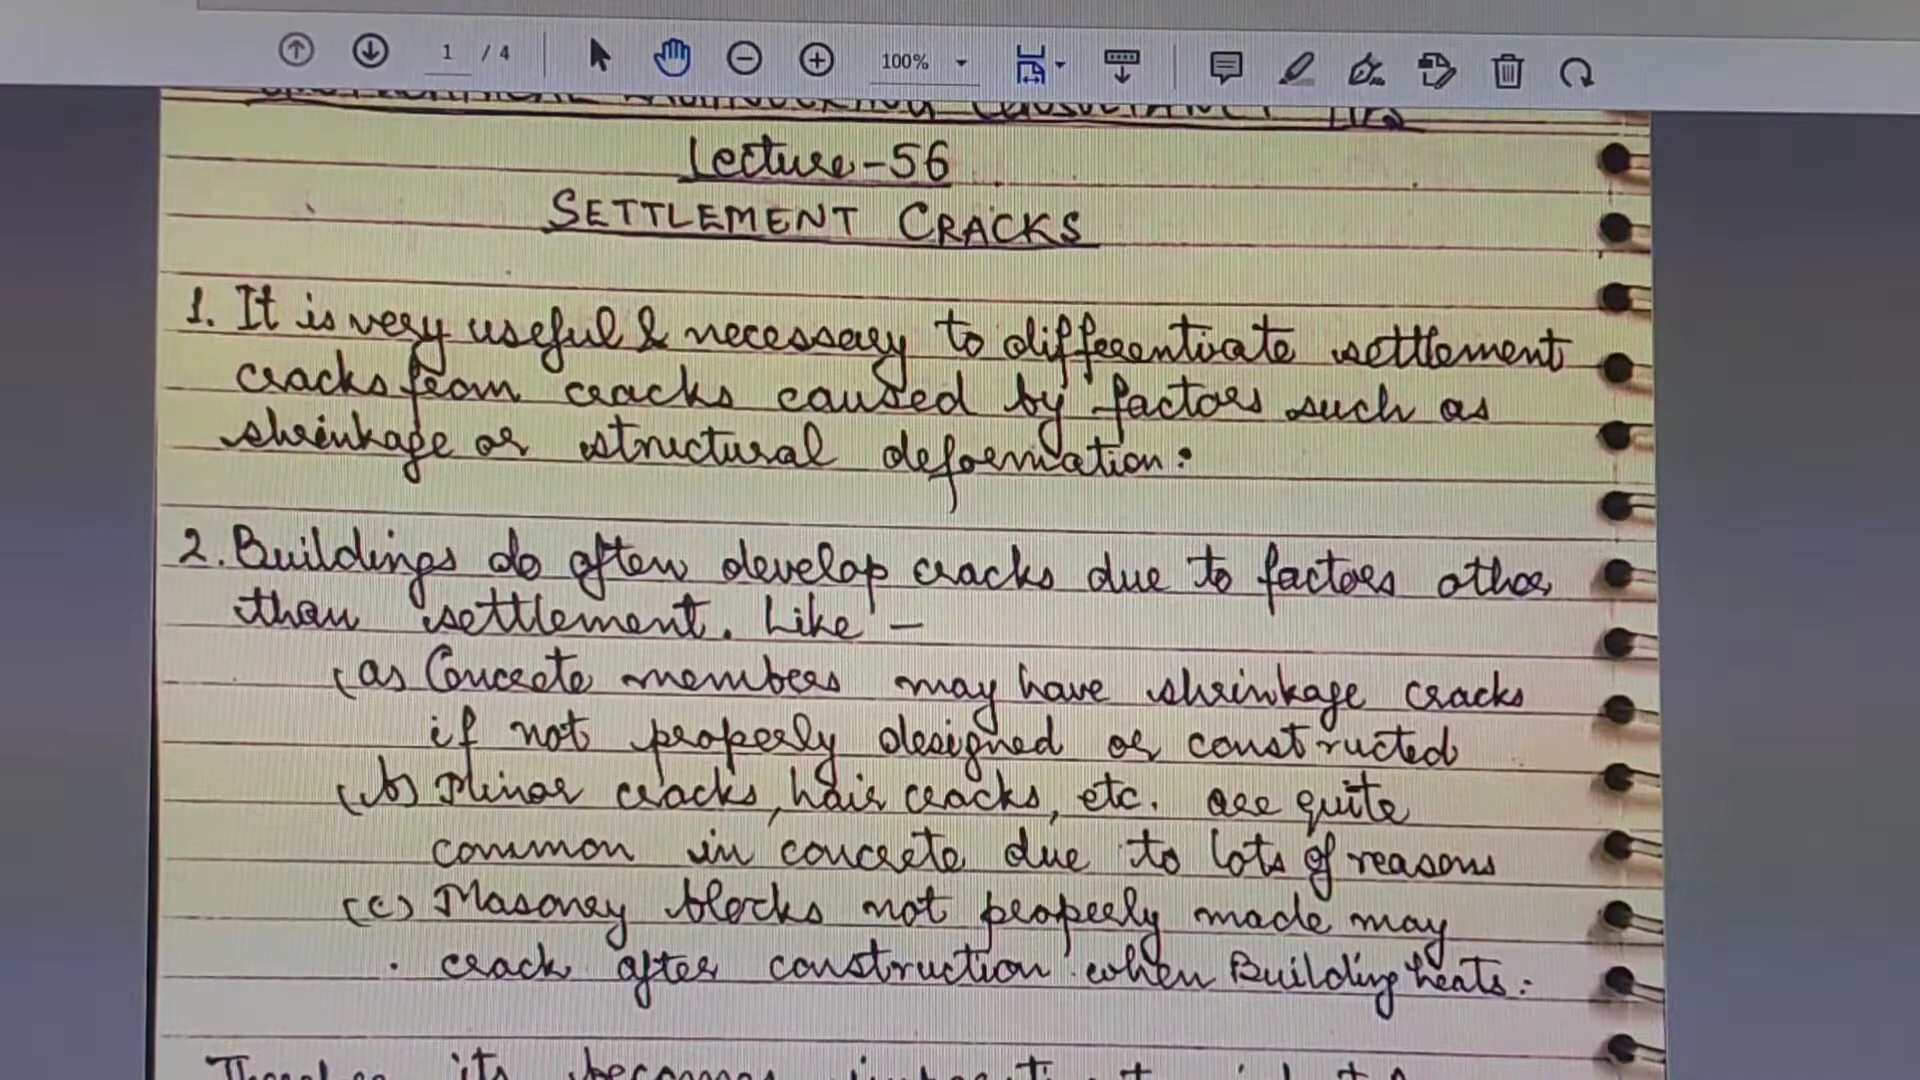 1 / 4
100%
Lecture-56
SETTLEMENT CRACKS
1. It is very useful & necessary to differentiate settlement
cracks from cracks caused by factors such as
shrinkage or structural deformation.
2. Buildings do often develop cracks due to factors other
than settlement. Like -
(a) Concrete members may have shrinkage cracks
if not properly designed or constructed
(b) Minor cracks, hair cracks, etc. are quite
common in concrete due to lots of reasons
(c) Masonry blocks not properly made may
crack after construction when Building heats.
its becomes